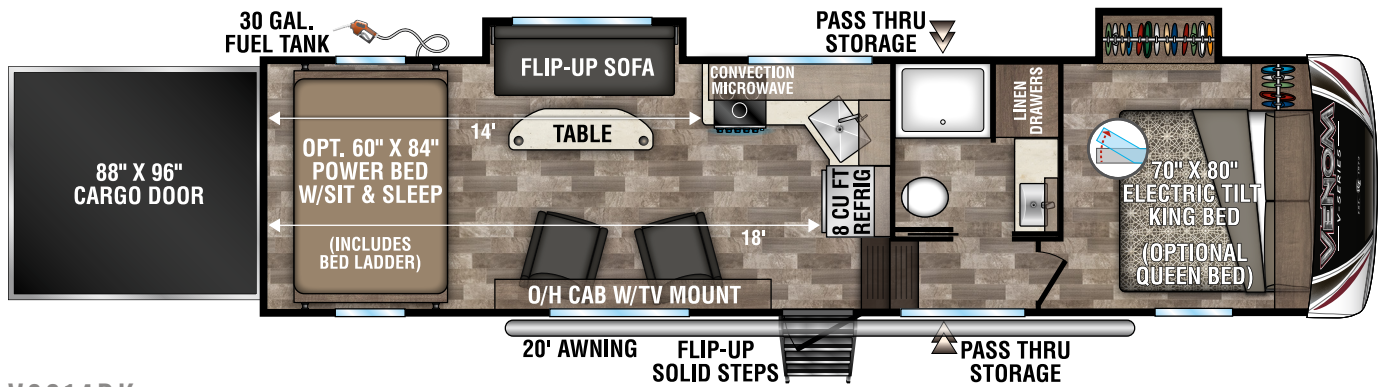 30 GAL.
FUEL TANK
PASS THRU
STORAGE
88" X 96"
CARGO DOOR
14'
OPT. 60" X 84"
POWER BED
W/SIT & SLEEP
(INCLUDES
BED LADDER)
FLIP-UP SOFA
TABLE
CONVECTION
MICROWAVE
8 CU FT
REFRIG
18'
O/H CAB W/TV MOUNT
LINEN
DRAWERS
70" X 80"
ELECTRIC TILT
KING BED
(OPTIONAL
QUEEN BED)
VENOM
V-SERIES
20' AWNING
FLIP-UP
SOLID STEPS
PASS THRU
STORAGE